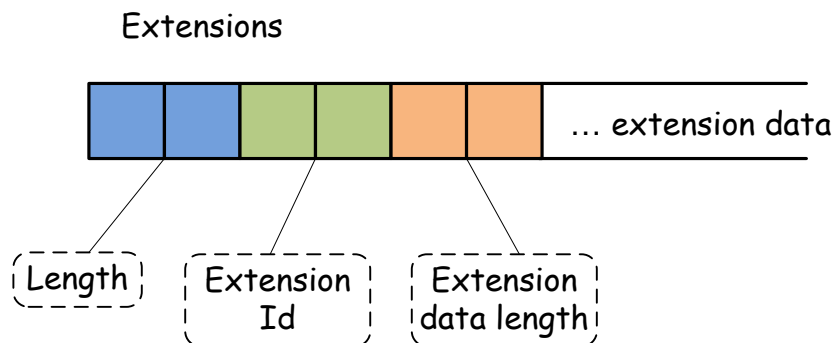 Extensions
... extension data
Length
Extension
Id
Extension
data length